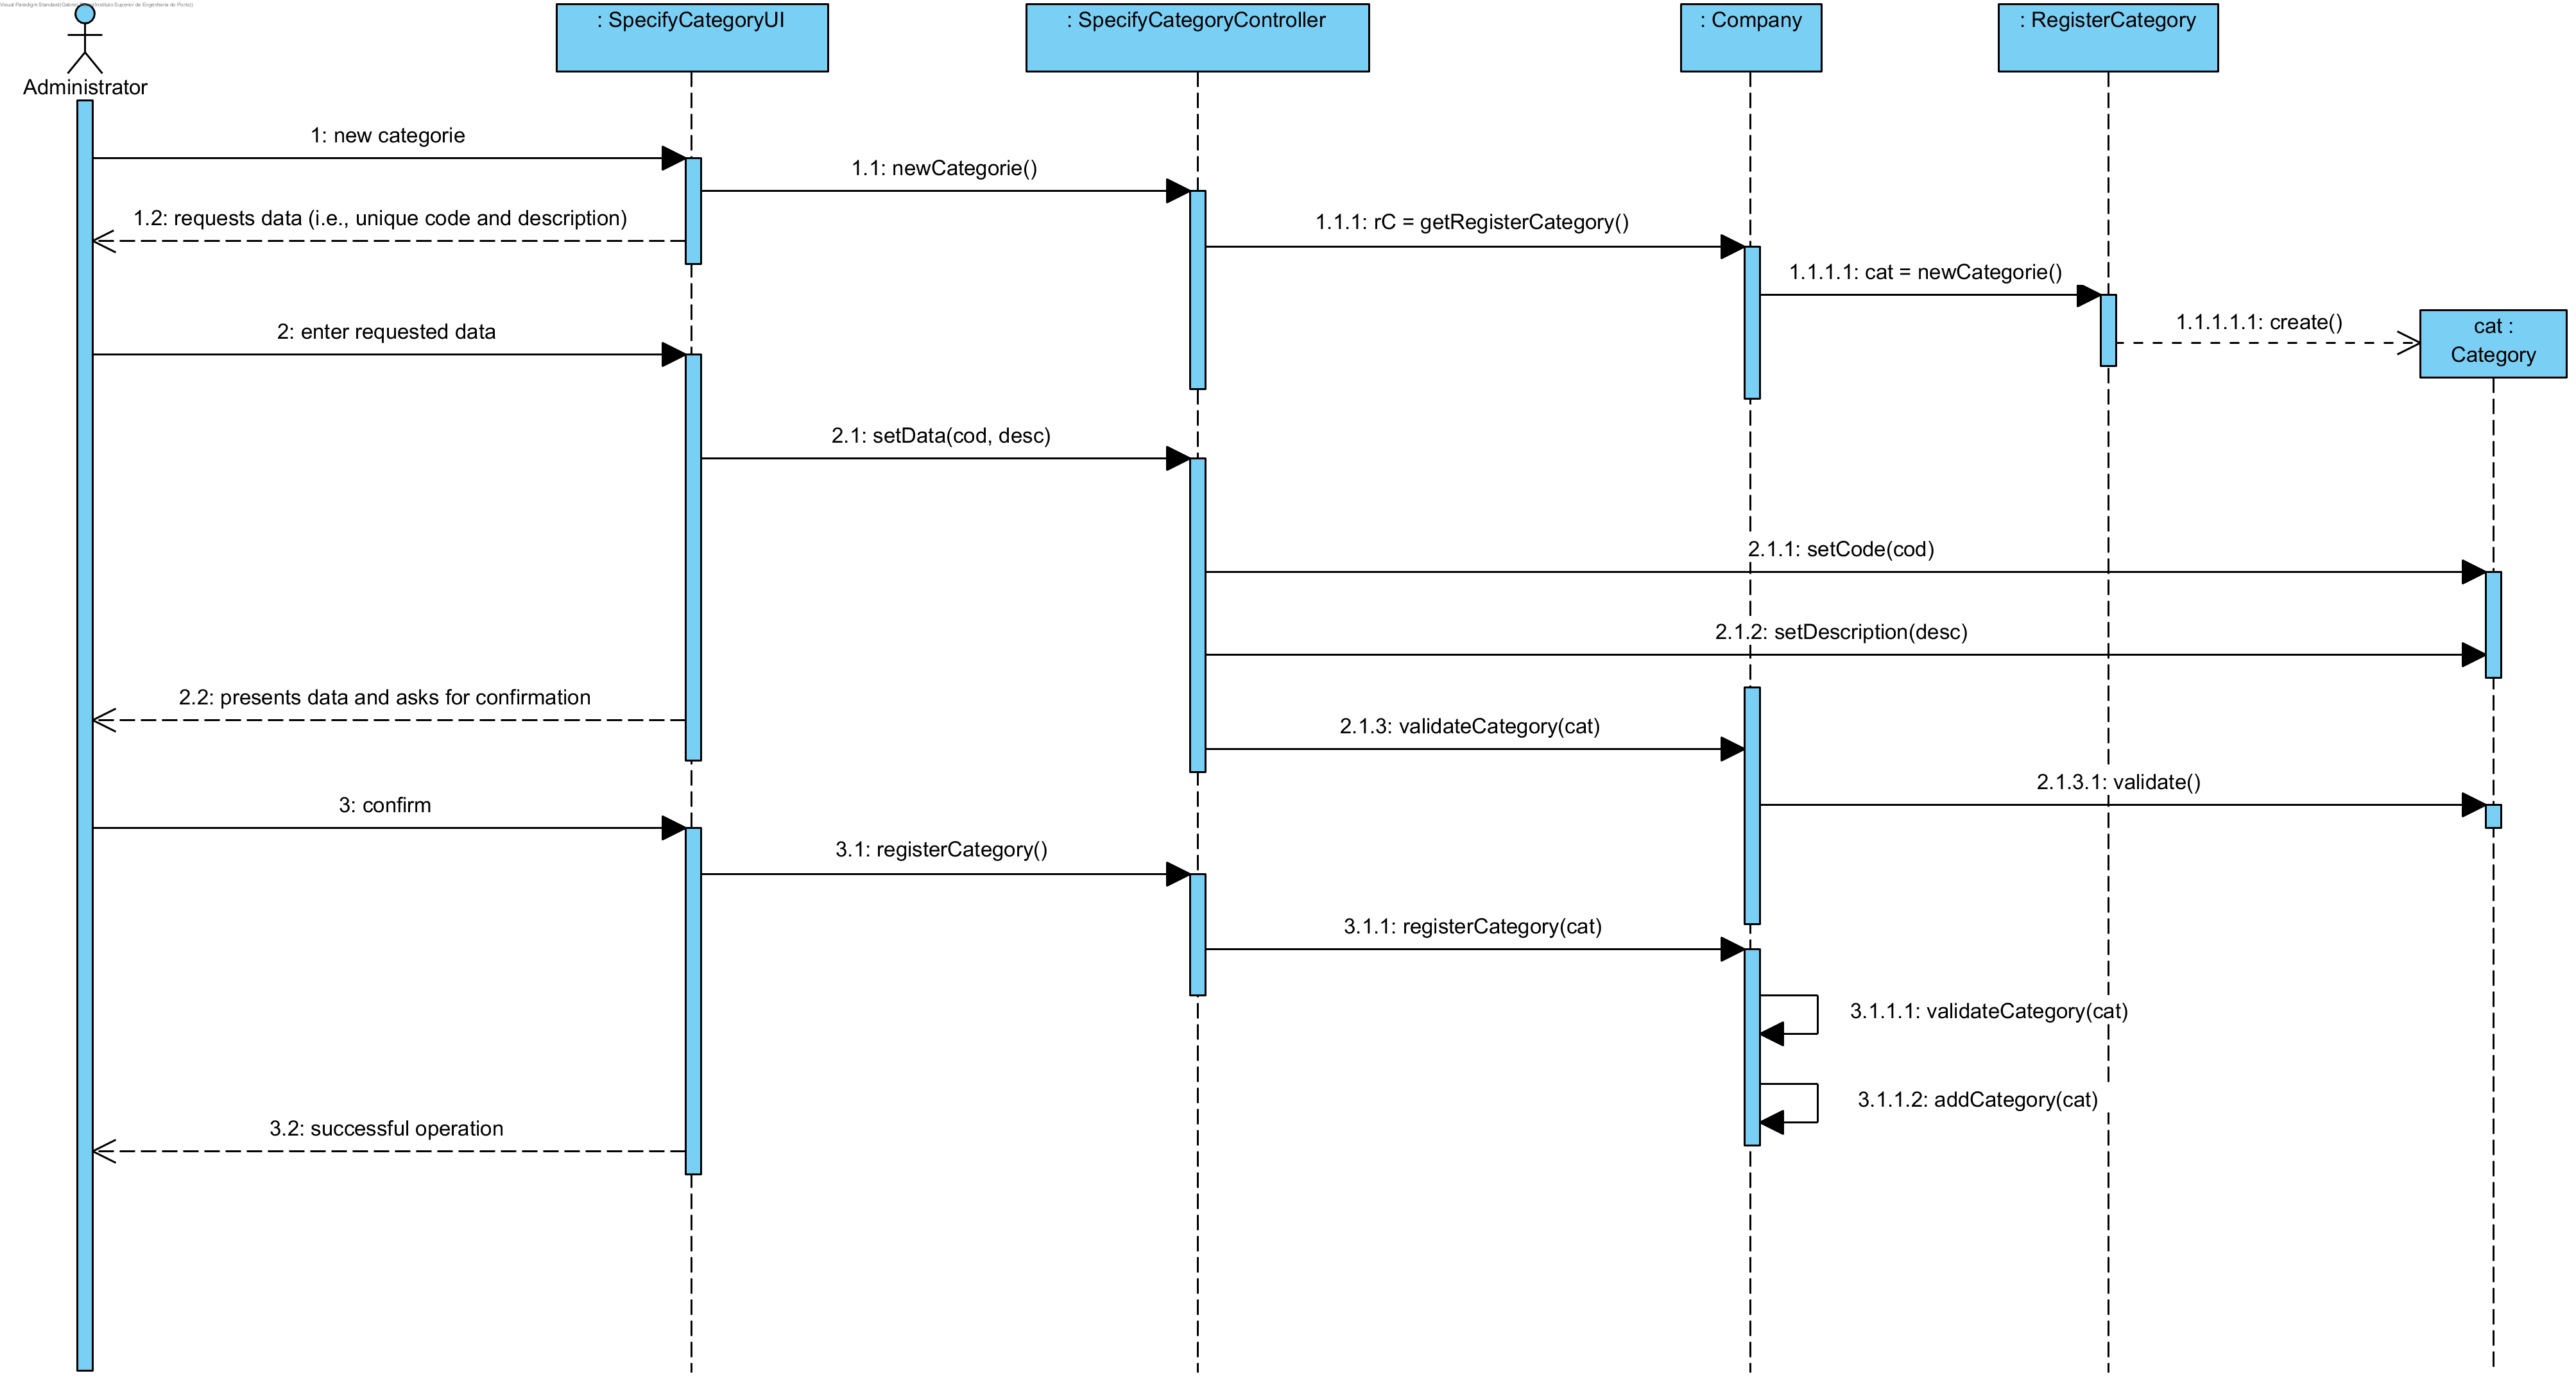 Visual Paradigm Standard(Gabriel
(Instituto Superior de Engenharia do Porto))
: SpecifyCategoryUI
: SpecifyCategoryController
: Company
: RegisterCategory
Administrator
1: new categorie
1.1: newCategorie()
1.2: requests data (i.e., unique code and description)
1.1.1: rC = getRegisterCategory()
1.1.1.1: cat = newCategorie()
1.1.1.1.1: create()
cat :
Category
2: enter requested data
2.1: setData(cod, desc)
2.1.1: setCode(cod)
2.1.2: setDescription(desc)
2.2: presents data and asks for confirmation
2.1.3: validateCategory(cat)
2.1.3.1: validate()
3: confirm
3.1: registerCategory()
3.1.1: registerCategory(cat)
3.1.1.1: validateCategory(cat)
3.1.1.2: addCategory(cat)
3.2: successful operation